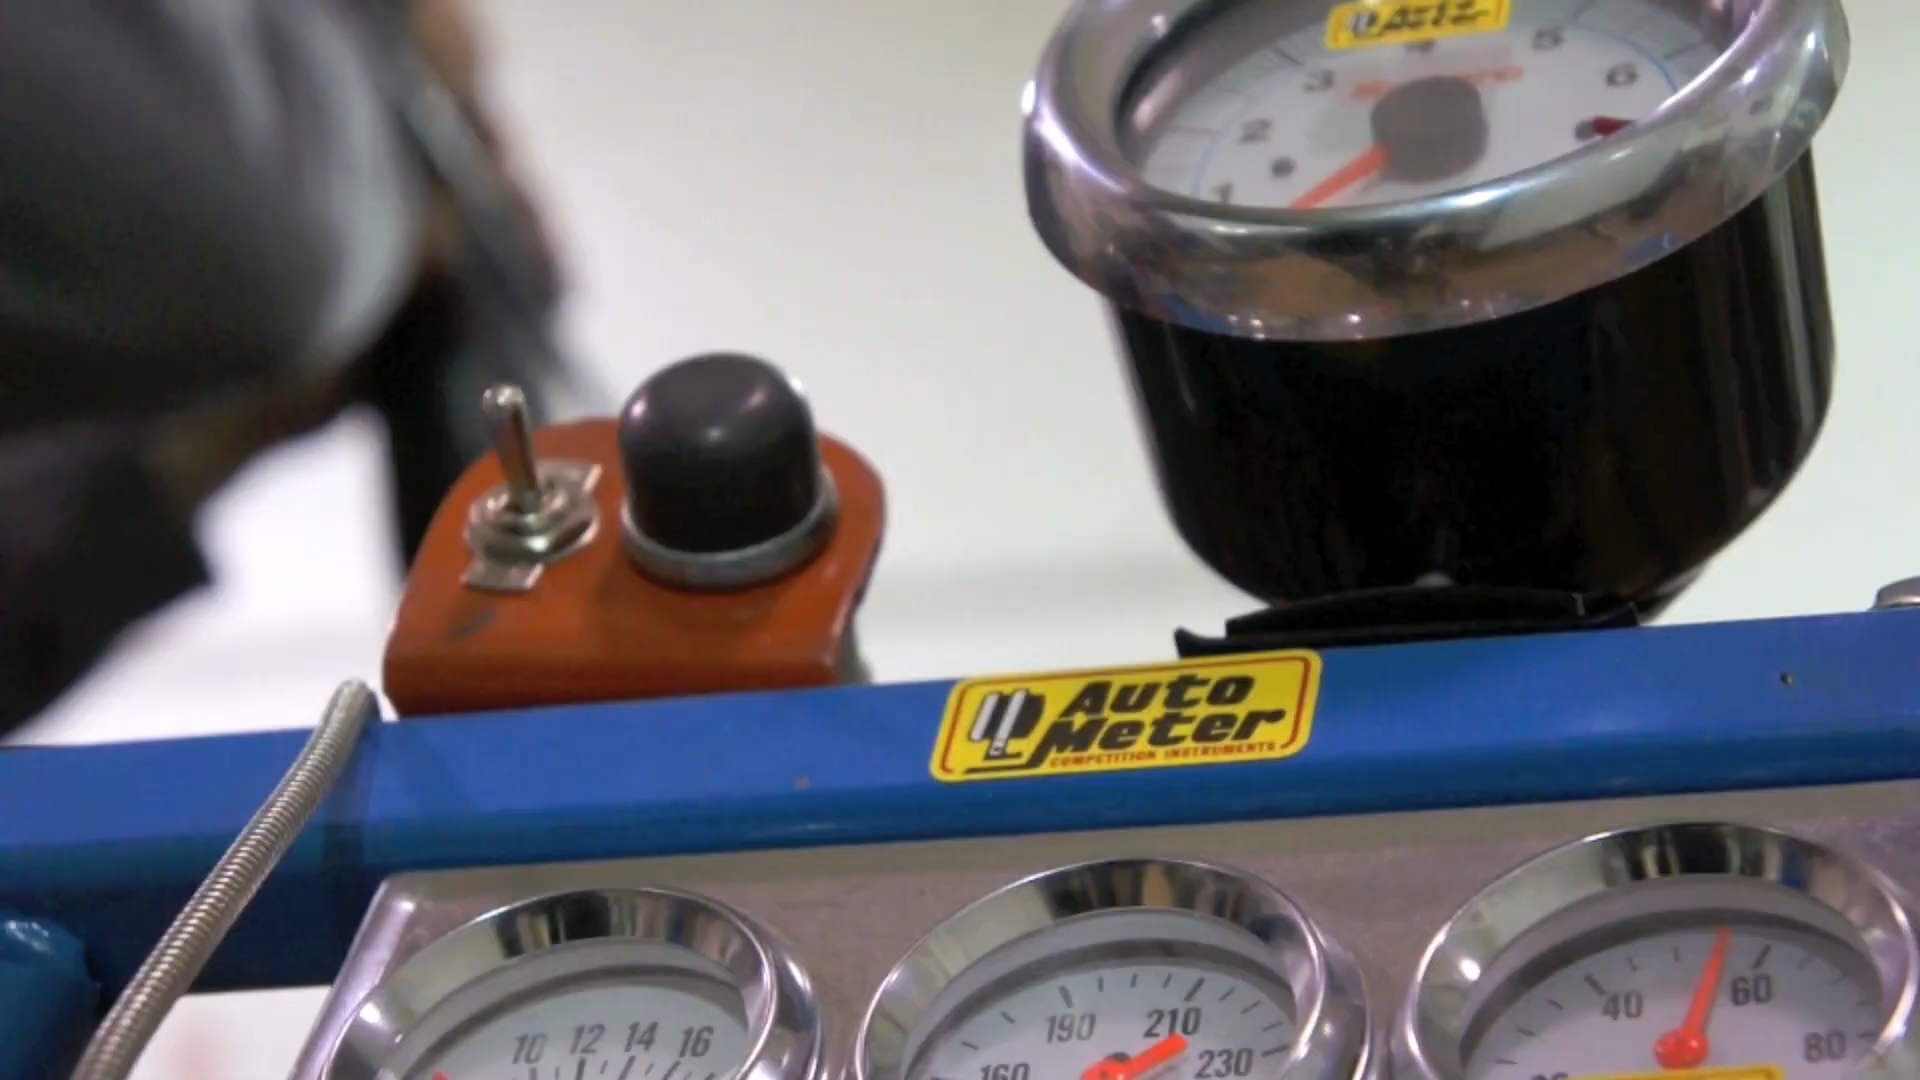 Auto
Meter
4
5
3
6
2
1
Auto
Meter
COMPETITION INSTRUMENTS
10 12 14 16
190 210
160 230
40 60
80